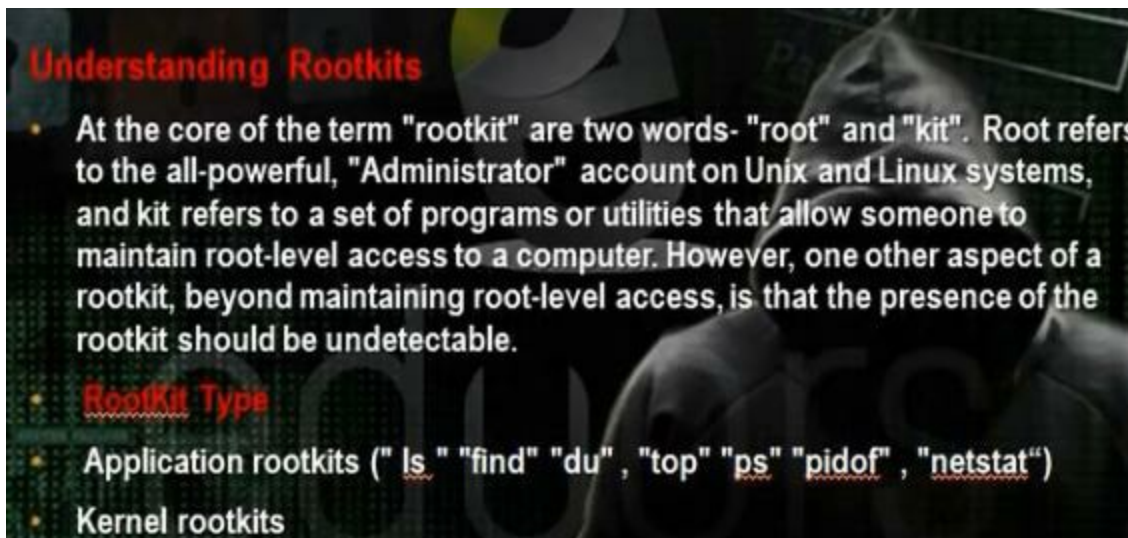 Understanding Rootkits
• At the core of the term "rootkit" are two words- "root" and "kit". Root refers
to the all-powerful, "Administrator" account on Unix and Linux systems,
and kit refers to a set of programs or utilities that allow someone to
maintain root-level access to a computer. However, one other aspect of a
rootkit, beyond maintaining root-level access, is that the presence of the
rootkit should be undetectable.
• RootKit Type
• Application rootkits (" ls " "find" "du" , "top" "ps" "pidof" , "netstat“)
• Kernel rootkits